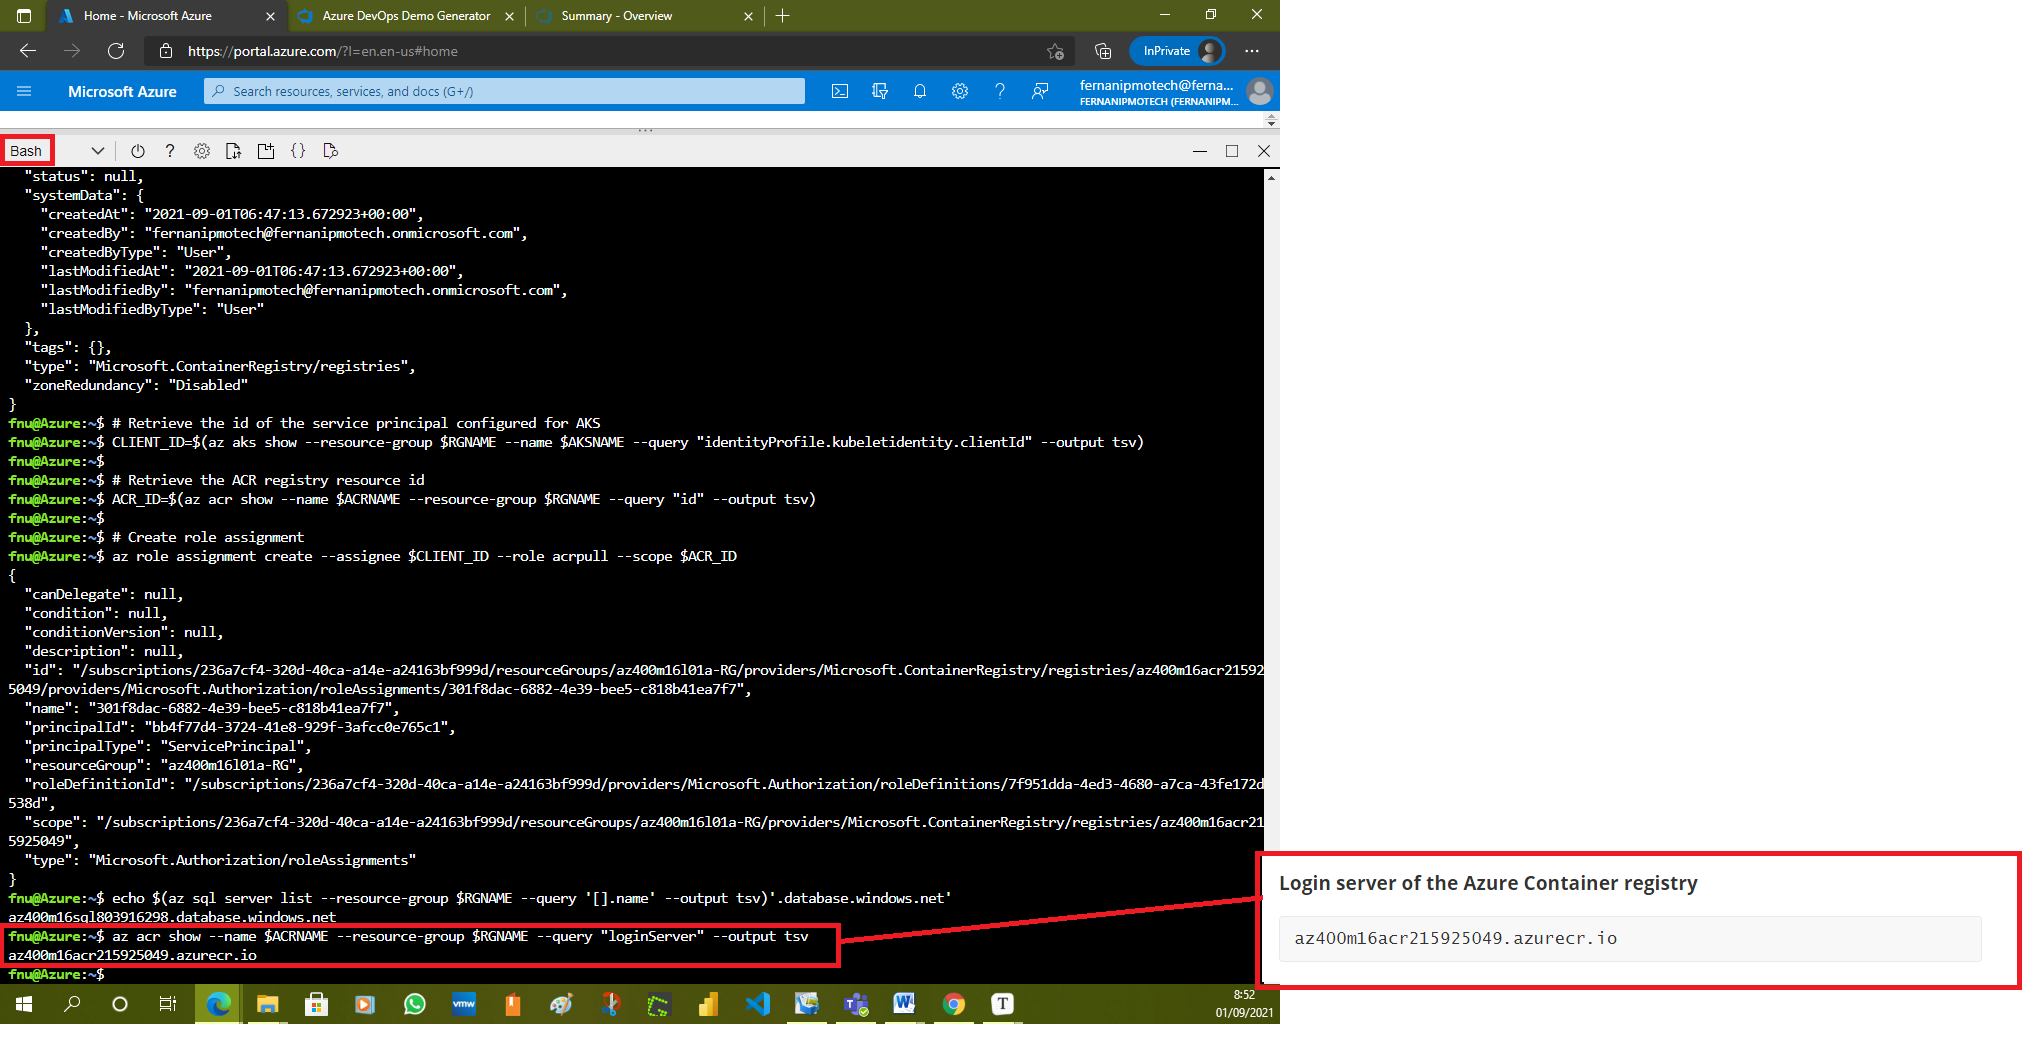 Home - Microsoft Azure
Azure DevOps Demo Generator
Summary - Overview
https://portal.azure.com/?l=en.en-us#home
InPrivate
Microsoft Azure
Search resources, services, and docs (G+/)
fernanipmotech@ferna...
FERNANIPMOTECH (FERNANIPM...
Bash
"status": null,
"systemData": {
"createdAt": "2021-09-01T06:47:13.672923+00:00",
"createdBy": "fernanipmotech@fernanipmotech.onmicrosoft.com",
"createdByType": "User",
"lastModifiedAt": "2021-09-01T06:47:13.672923+00:00",
"lastModifiedBy": "fernanipmotech@fernanipmotech.onmicrosoft.com",
"lastModifiedByType": "User"
},
"tags": {},
"type": "Microsoft.ContainerRegistry/registries",
"zoneRedundancy": "Disabled"
}
fnu@Azure:~$ # Retrieve the id of the service principal configured for AKS
fnu@Azure:~$ CLIENT_ID=$(az aks show --resource-group $RGNAME --name $AKSNAME --query "identityProfile.kubeletidentity.clientId" --output tsv)
fnu@Azure:~$
fnu@Azure:~$ # Retrieve the ACR registry resource id
fnu@Azure:~$ ACR_ID=$(az acr show --name $ACRNAME --resource-group $RGNAME --query "id" --output tsv)
fnu@Azure:~$
fnu@Azure:~$ # Create role assignment
fnu@Azure:~$ az role assignment create --assignee $CLIENT_ID --role acrpull --scope $ACR_ID
{
"canDelegate": null,
"condition": null,
"conditionVersion": null,
"description": null,
"id": "/subscriptions/236a7cf4-320d-40ca-a14e-a24163bf999d/resourceGroups/az400m16l01a-RG/providers/Microsoft.ContainerRegistry/registries/az400m16acr21592
5049/providers/Microsoft.Authorization/roleAssignments/301f8dac-6882-4e39-bee5-c818b41ea7f7",
"name": "301f8dac-6882-4e39-bee5-c818b41ea7f7",
"principalId": "bb4f77d4-3724-41e8-929f-3afcc0e765c1",
"principalType": "ServicePrincipal",
"resourceGroup": "az400m16l01a-RG",
"roleDefinitionId": "/subscriptions/236a7cf4-320d-40ca-a14e-a24163bf999d/providers/Microsoft.Authorization/roleDefinitions/7f951dda-4ed3-4680-a7ca-43fe172d
538d",
"scope": "/subscriptions/236a7cf4-320d-40ca-a14e-a24163bf999d/resourceGroups/az400m16l01a-RG/providers/Microsoft.ContainerRegistry/registries/az400m16acr21
5925049",
"type": "Microsoft.Authorization/roleAssignments"
}
fnu@Azure:~$ echo $(az sql server list --resource-group $RGNAME --query '[].name' --output tsv)'.database.windows.net'
az400m16sql803916298.database.windows.net
fnu@Azure:~$ az acr show --name $ACRNAME --resource-group $RGNAME --query "loginServer" --output tsv
az400m16acr215925049.azurecr.io
fnu@Azure:~$
Login server of the Azure Container registry
az400m16acr215925049.azurecr.io
vmw
8:52
01/09/2021